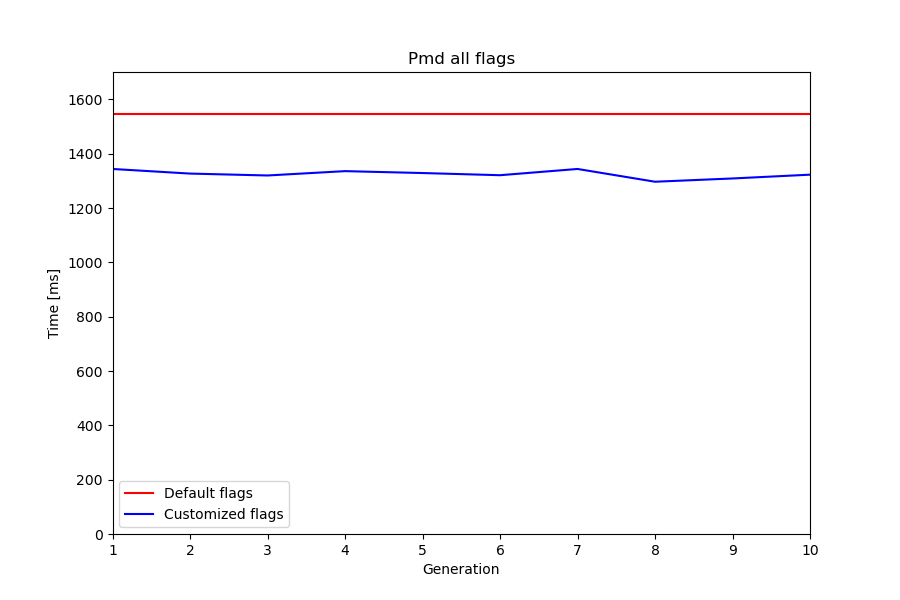 Pmd all flags
1600
1400
1200
1000
800
600
400
200
0
Time [ms]
Default flags
Customized flags
1 2 3 4 5 6 7 8 9 10
Generation